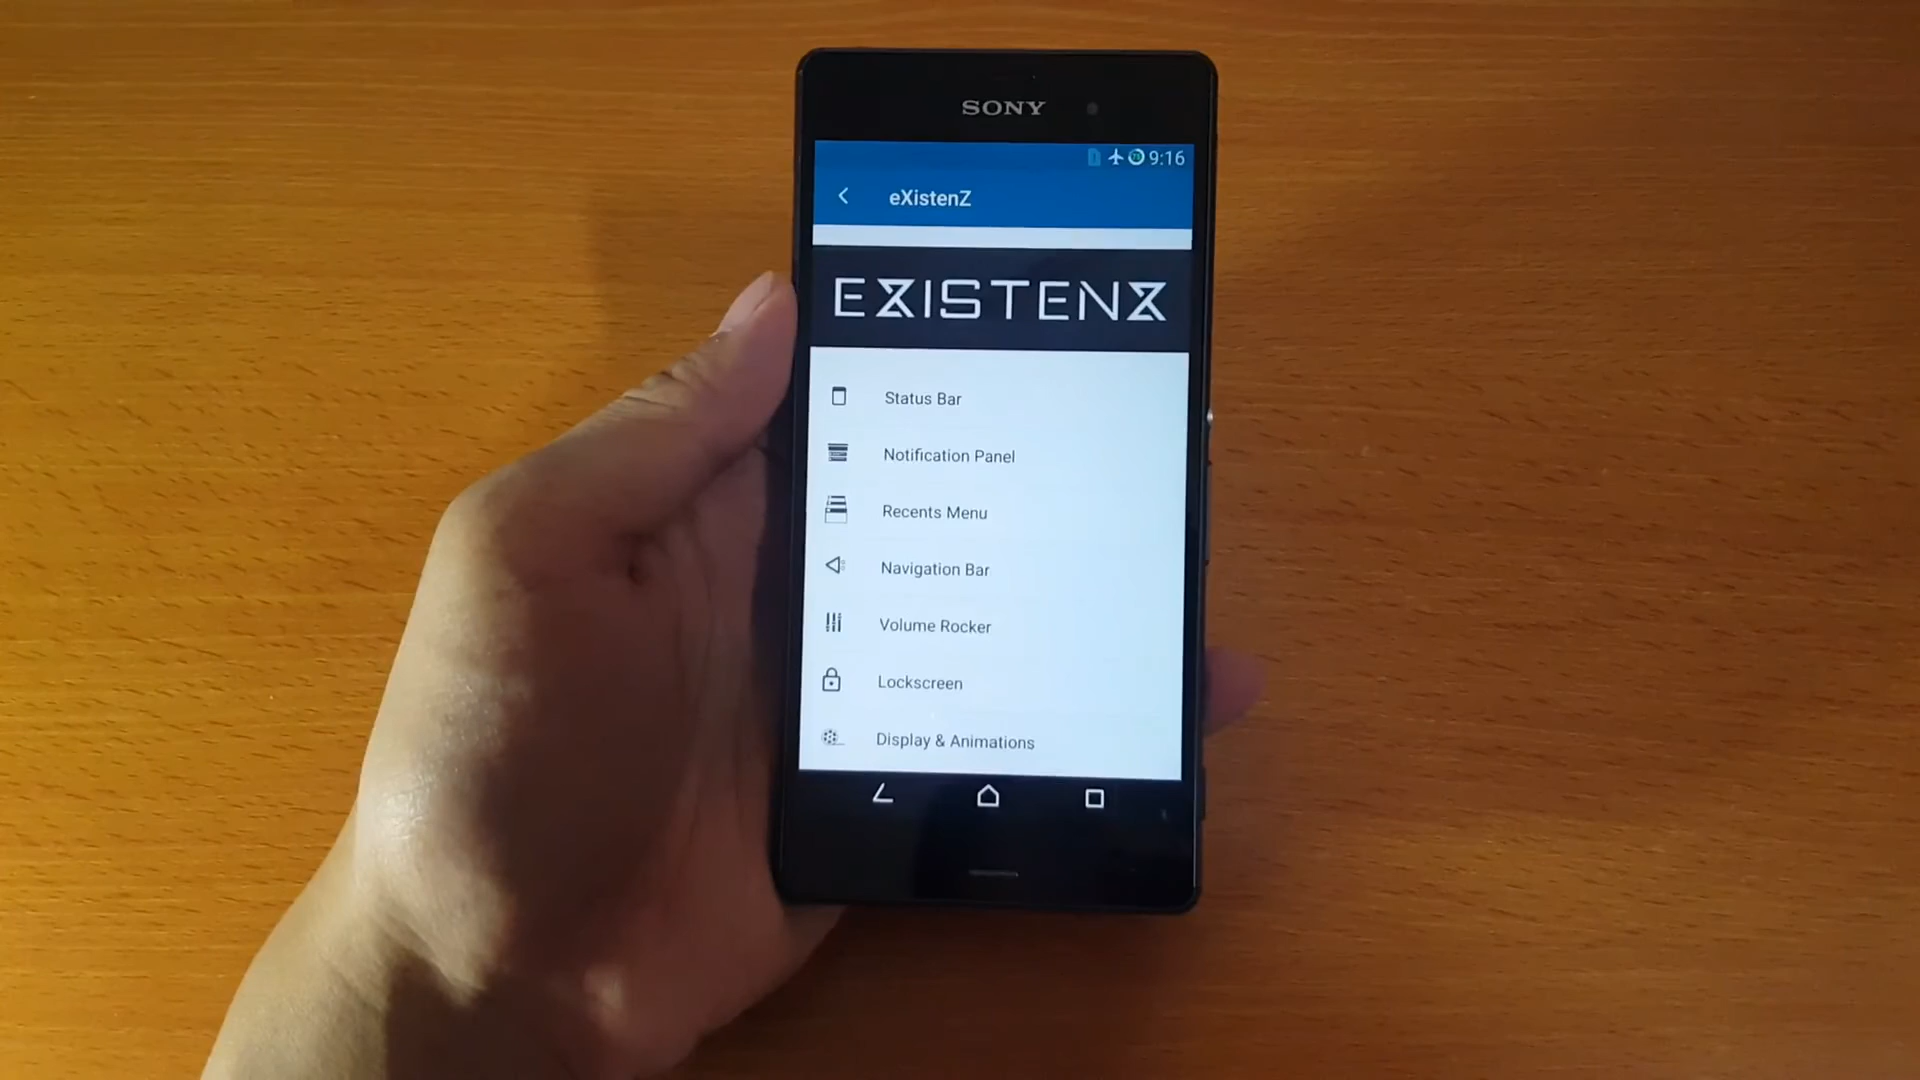 SONY
9:16
eXistenZ
EXISTENZ
Status Bar
Notification Panel
Recents Menu
Navigation Bar
Volume Rocker
Lockscreen
Display & Animations